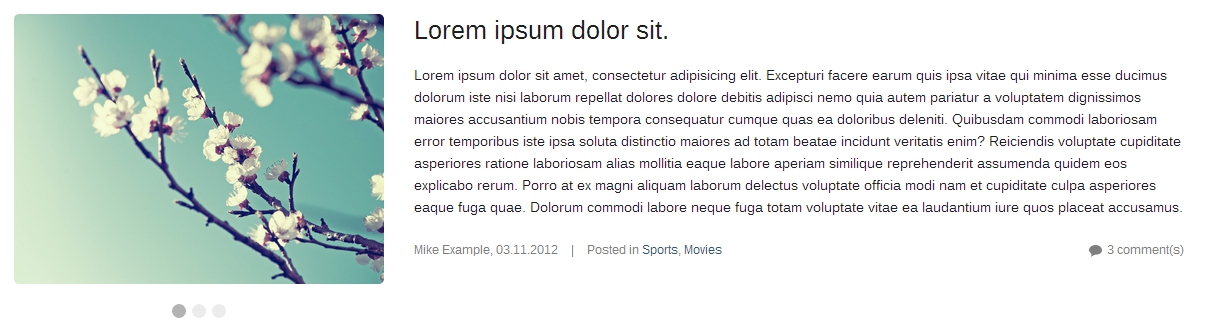 Lorem ipsum dolor sit.
Lorem ipsum dolor sit amet, consectetur adipisicing elit. Excepturi facere earum quis ipsa vitae qui minima esse ducimus
dolorum iste nisi laborum repellat dolores dolore debitis adipisci nemo quia autem pariatur a voluptatem dignissimos
maiores accusantium nobis tempora consequatur cumque quas ea doloribus deleniti. Quibusdam commodi laboriosam
error temporibus iste ipsa soluta distinctio maiores ad totam beatae incidunt veritatis enim? Reiciendis voluptate cupiditate
asperiores ratione laboriosam alias mollitia eaque labore aperiam similique reprehenderit assumenda quidem eos
explicabo rerum. Porro at ex magni aliquam laborum delectus voluptate officia modi nam et cupiditate culpa asperiores
eaque fuga quae. Dolorum commodi labore neque fuga totam voluptate vitae ea laudantium iure quos placeat accusamus.
Mike Example, 03.11.2012 | Posted in Sports, Movies 3 comment(s)